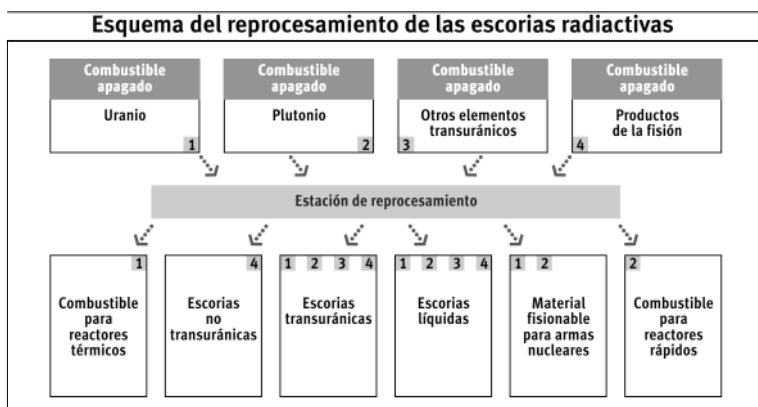 Esquema del reprocesamiento de las escorias radiactivas
Combustible
apagado
Uranio
1
Combustible
apagado
Plutonio
2
Combustible
apagado
Otros elementos
transuránicos
3
Combustible
apagado
Productos
de la fisión
4
Estación de reprocesamiento
1
Combustible
para
reactores
térmicos
4
Escorias
no
transuránicas
1 2 3 4
Escorias
transuránicas
1 2 3 4
Escorias
líquidas
1 2
Material
fisionable
para armas
nucleares
2
Combustible
para
reactores
rápidos